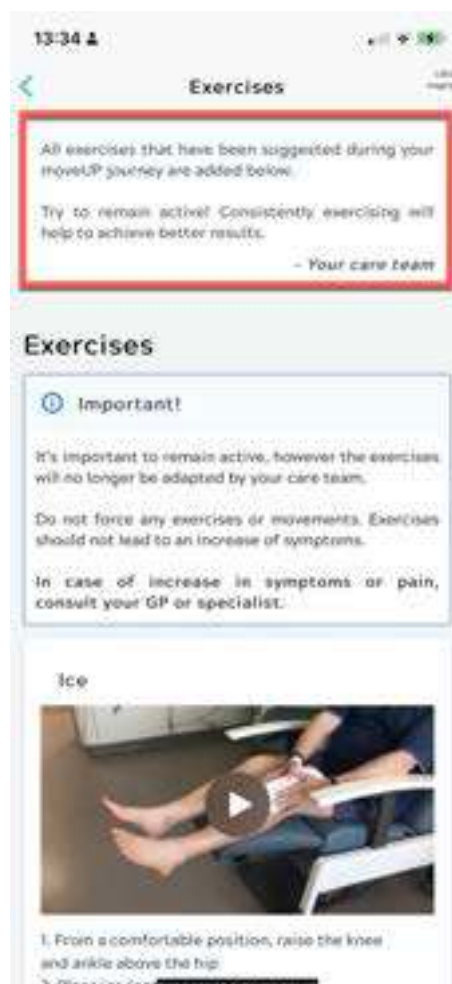 13:34
Exercises
All exercises that have been suggested during your
moveUP journey are added below.
Try to remain active! Consistently exercising will
help to achieve better results.
- Your care team
Exercises
Important!
It's important to remain active, however the exercises
will no longer be adapted by your care team.
Do not force any exercises or movements. Exercises
should not lead to an increase of symptoms.
In case of increase in symptoms or pain,
consult your GP or specialist.
Ice
1. From a comfortable position, raise the knee
and ankle above the hip